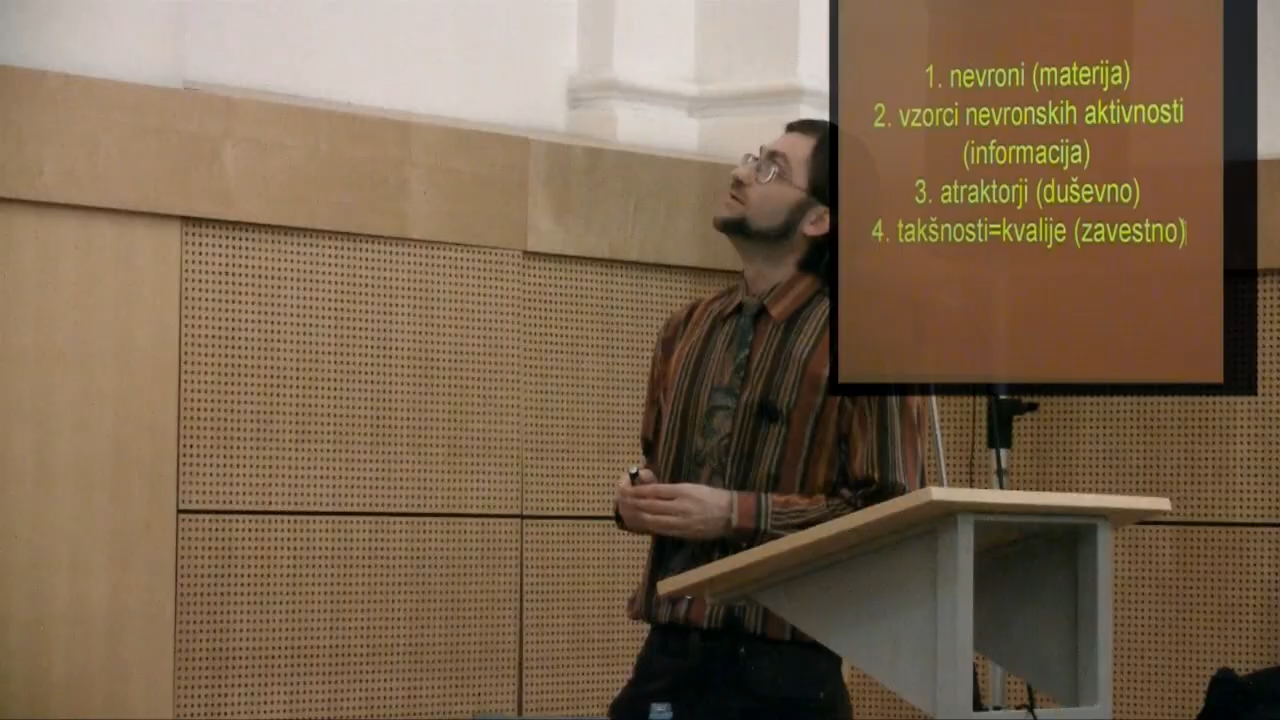 1. nevroni (materija)
2. vzorci nevronskih aktivnosti
(informacija)
3. atraktorji (duševno)
4. takšnosti=kvalije (zavestno)